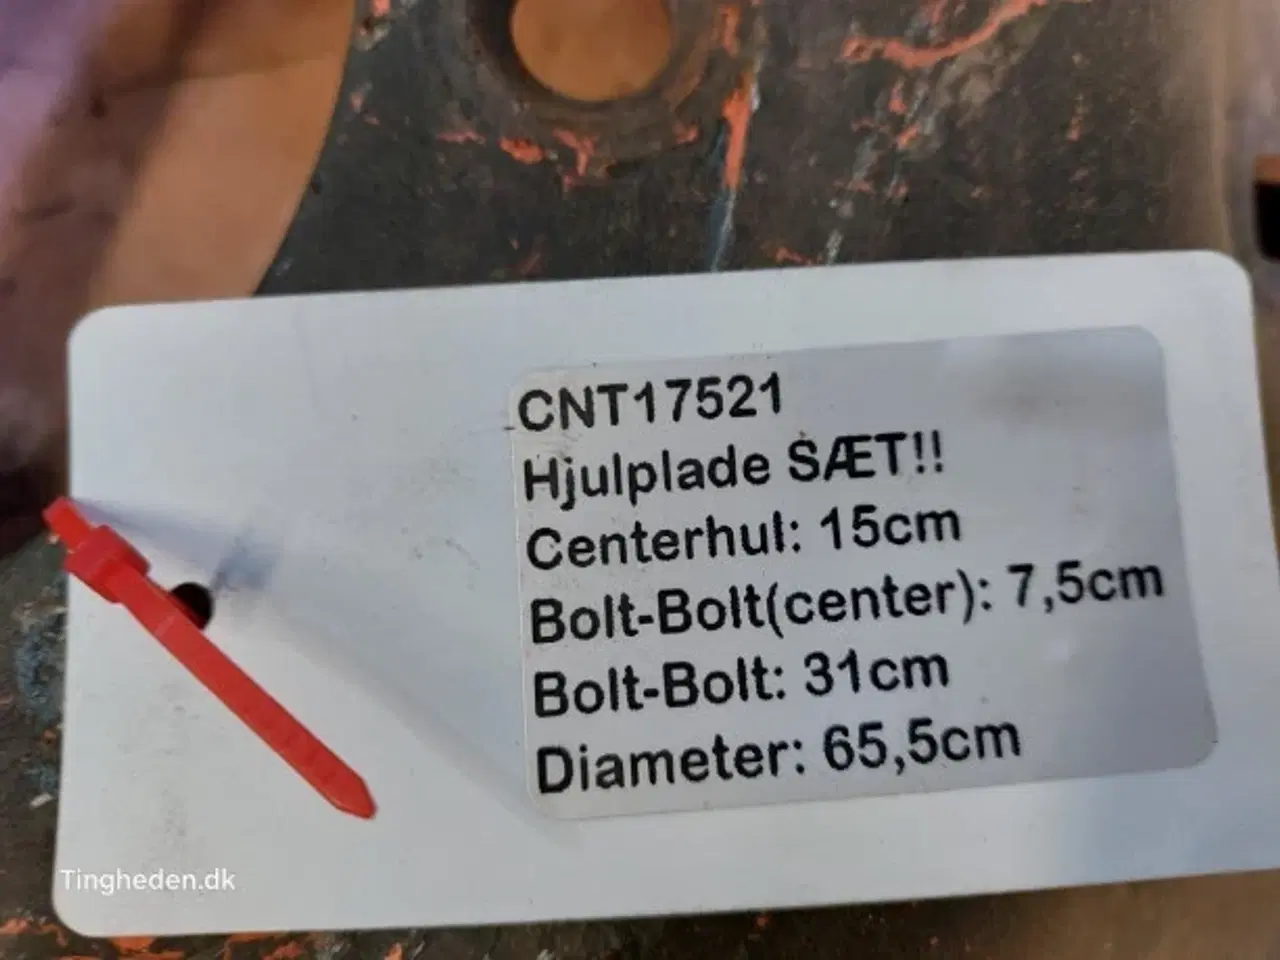 CNT17521
Hjulplade SÆT!!
Centerhul: 15cm
Bolt-Bolt(center): 7,5cm
Bolt-Bolt: 31cm
Diameter: 65,5cm
Tingheden.dk